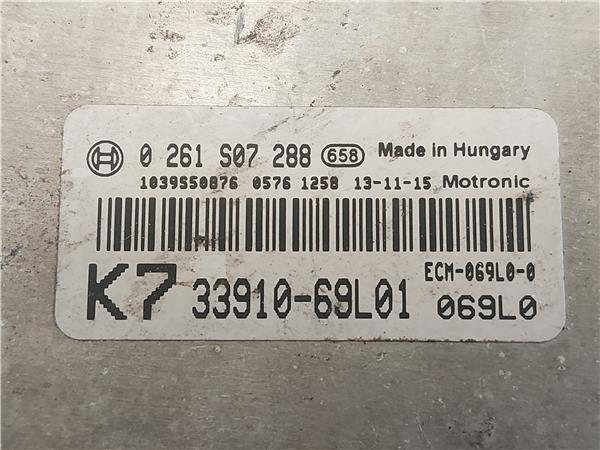 0 261 S07 288 658 Made in Hungary
1039S50876 0576 1258 13-11-15 Motronic
K7 33910-69L01 ECM-069L0-0
069L0